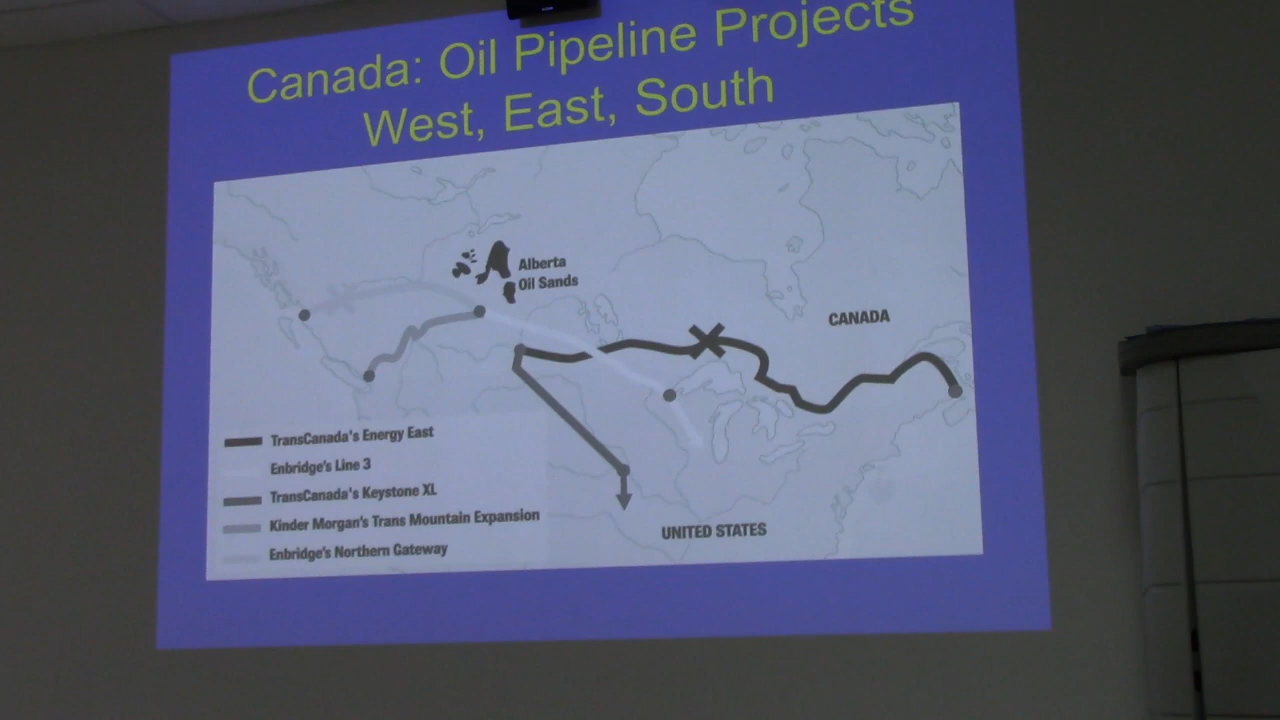 Canada: Oil Pipeline Projects
West, East, South
Alberta
Oil Sands
CANADA
TransCanada's Energy East
Enbridge's Line 3
TransCanada's Keystone XL
Kinder Morgan's Trans Mountain Expansion
Enbridge's Northern Gateway
UNITED STATES